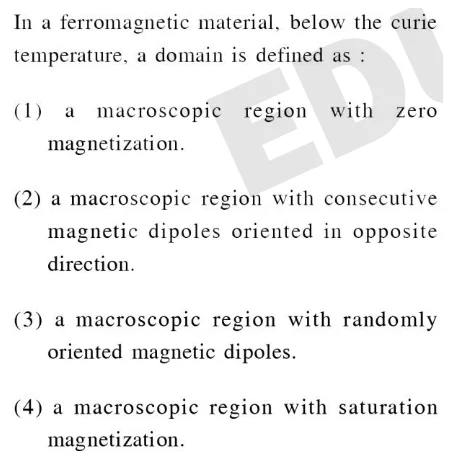 In a ferromagnetic material, below the curie
temperature, a domain is defined as :
(1) a macroscopic region with zero
magnetization.
(2) a macroscopic region with consecutive
magnetic dipoles oriented in opposite
direction.
(3) a macroscopic region with randomly
oriented magnetic dipoles.
(4) a macroscopic region with saturation
magnetization.
EDU